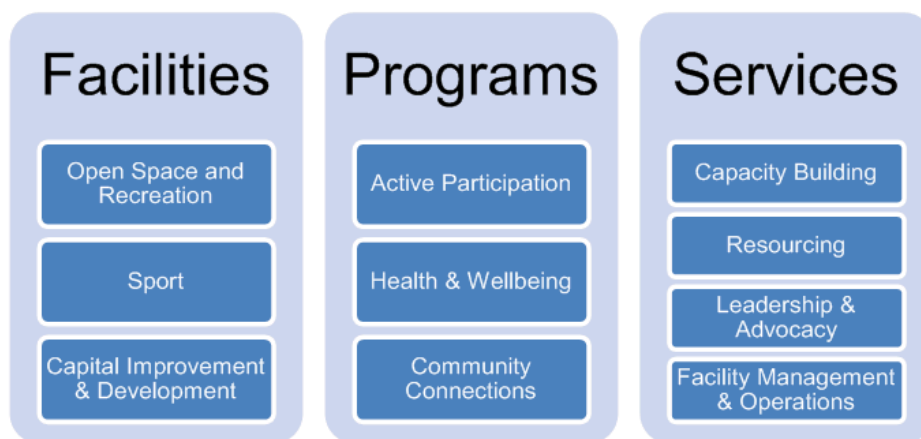 Facilities
Open Space and
Recreation
Sport
Capital Improvement
& Development
Programs
Active Participation
Health & Wellbeing
Community
Connections
Services
Capacity Building
Resourcing
Leadership &
Advocacy
Facility Management
& Operations